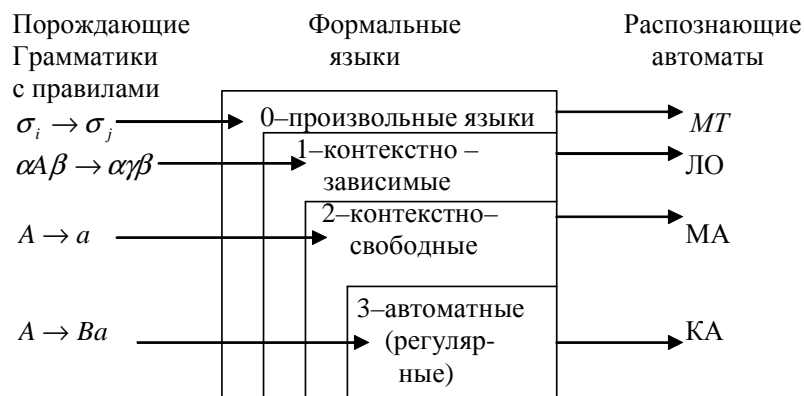 Порождающие
Грамматики
с правилами
Формальные
языки
Распознающие
автоматы
σᵢ → σⱼ
0–произвольные языки
МТ
αAβ → αγβ
1–контекстно –
зависимые
ЛО
A → a
2–контекстно–
свободные
МА
A → Ba
3–автоматные
(регуляр-
ные)
КА